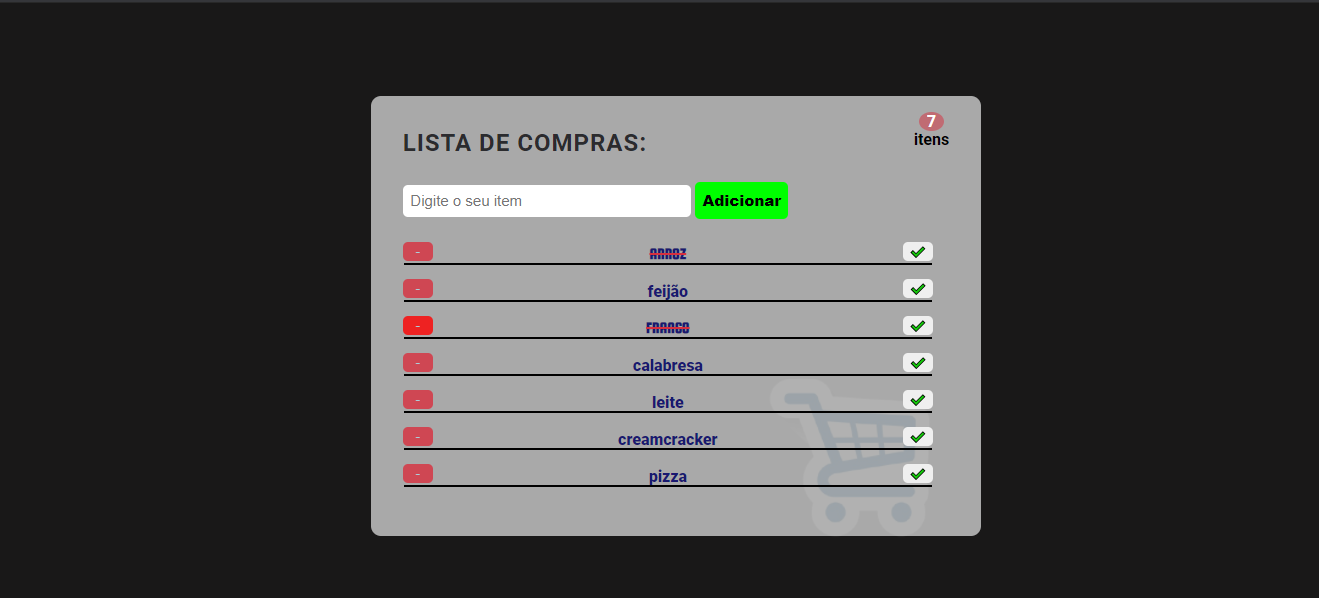 LISTA DE COMPRAS:
7
itens
Digite o seu item Adicionar
- ARROZ
- feijão
- FRANGO
- calabresa
- leite
- creamcracker
- pizza